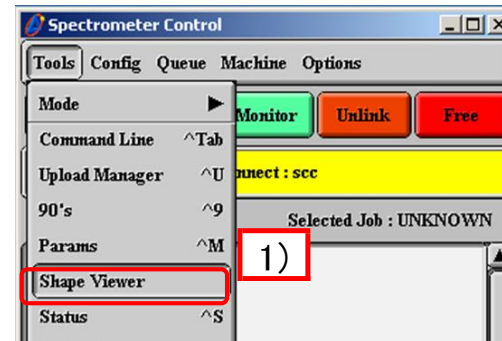 Spectrometer Control
Tools Config Queue Machine Options
Mode
Monitor Unlink Free
Command Line ^Tab
Upload Manager ^U
nnect : scc
90's ^9
Selected Job : UNKNOWN
Params ^M
1)
Shape Viewer
Status ^S